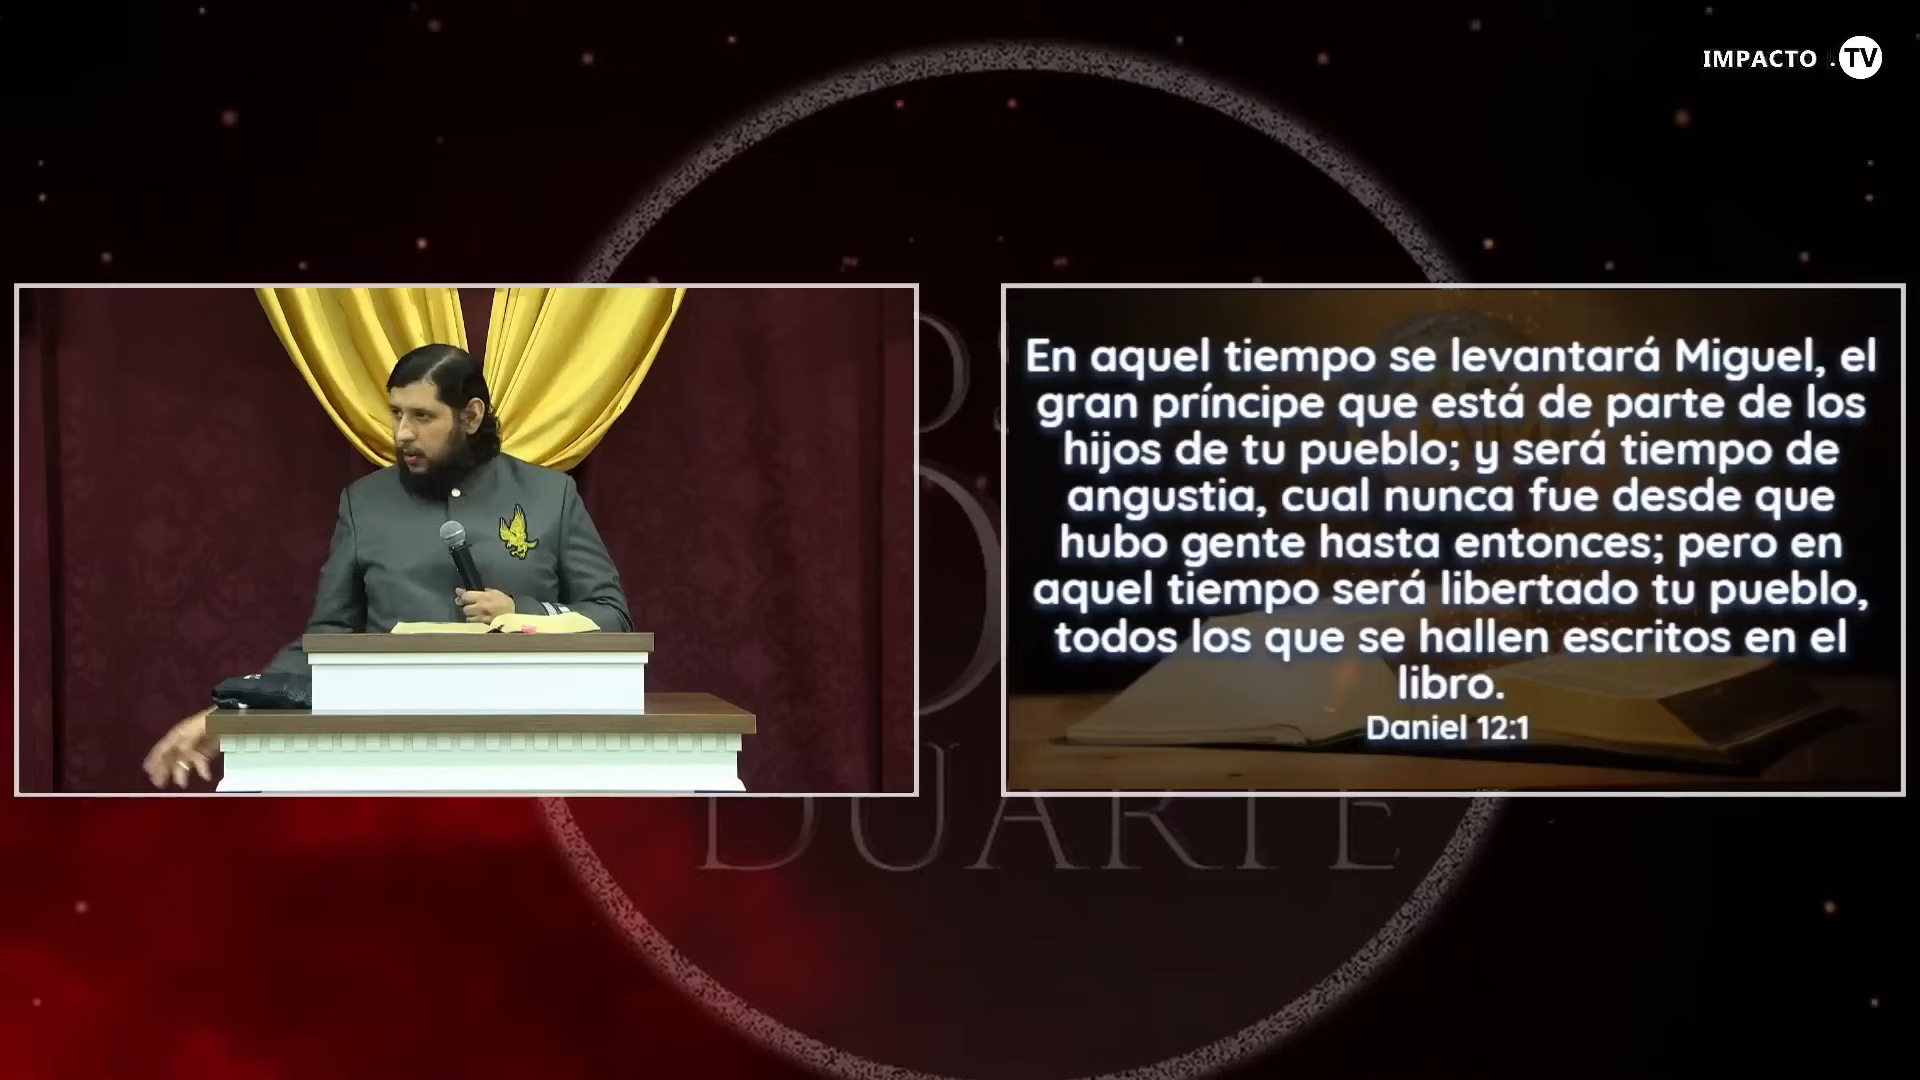 IMPACTO .TV
En aquel tiempo se levantará Miguel, el
gran príncipe que está de parte de los
hijos de tu pueblo; y será tiempo de
angustia, cual nunca fue desde que
hubo gente hasta entonces; pero en
aquel tiempo será libertado tu pueblo,
todos los que se hallen escritos en el
libro.
Daniel 12:1
DUARTE